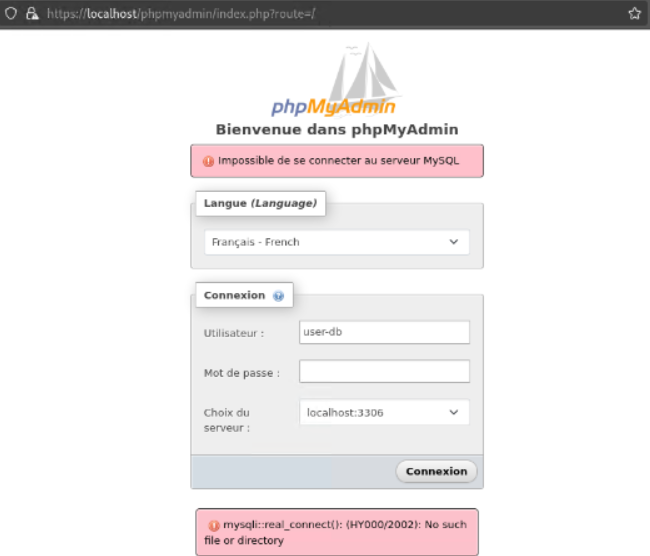 https://localhost/phpmyadmin/index.php?route=/
phpMyAdmin
Bienvenue dans phpMyAdmin
Impossible de se connecter au serveur MySQL
Langue (Language)
Français - French
Connexion
Utilisateur :
user-db
Mot de passe :
Choix du
serveur :
localhost:3306
Connexion
mysqli::real_connect(): (HY000/2002): No such
file or directory